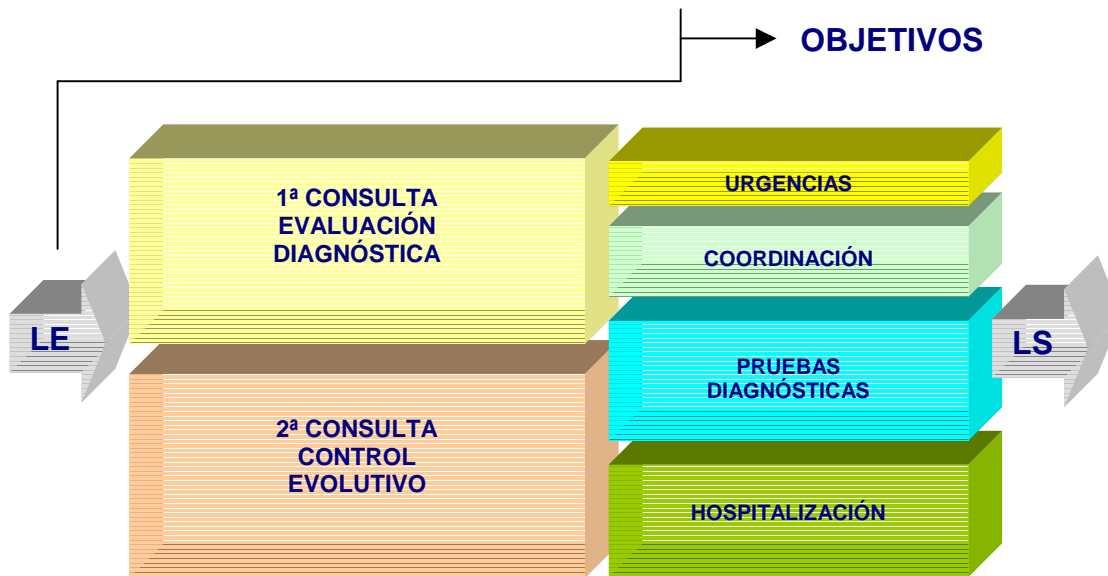 OBJETIVOS
LE
1ª CONSULTA
EVALUACIÓN
DIAGNÓSTICA
2ª CONSULTA
CONTROL
EVOLUTIVO
URGENCIAS
COORDINACIÓN
PRUEBAS
DIAGNÓSTICAS
HOSPITALIZACIÓN
LS